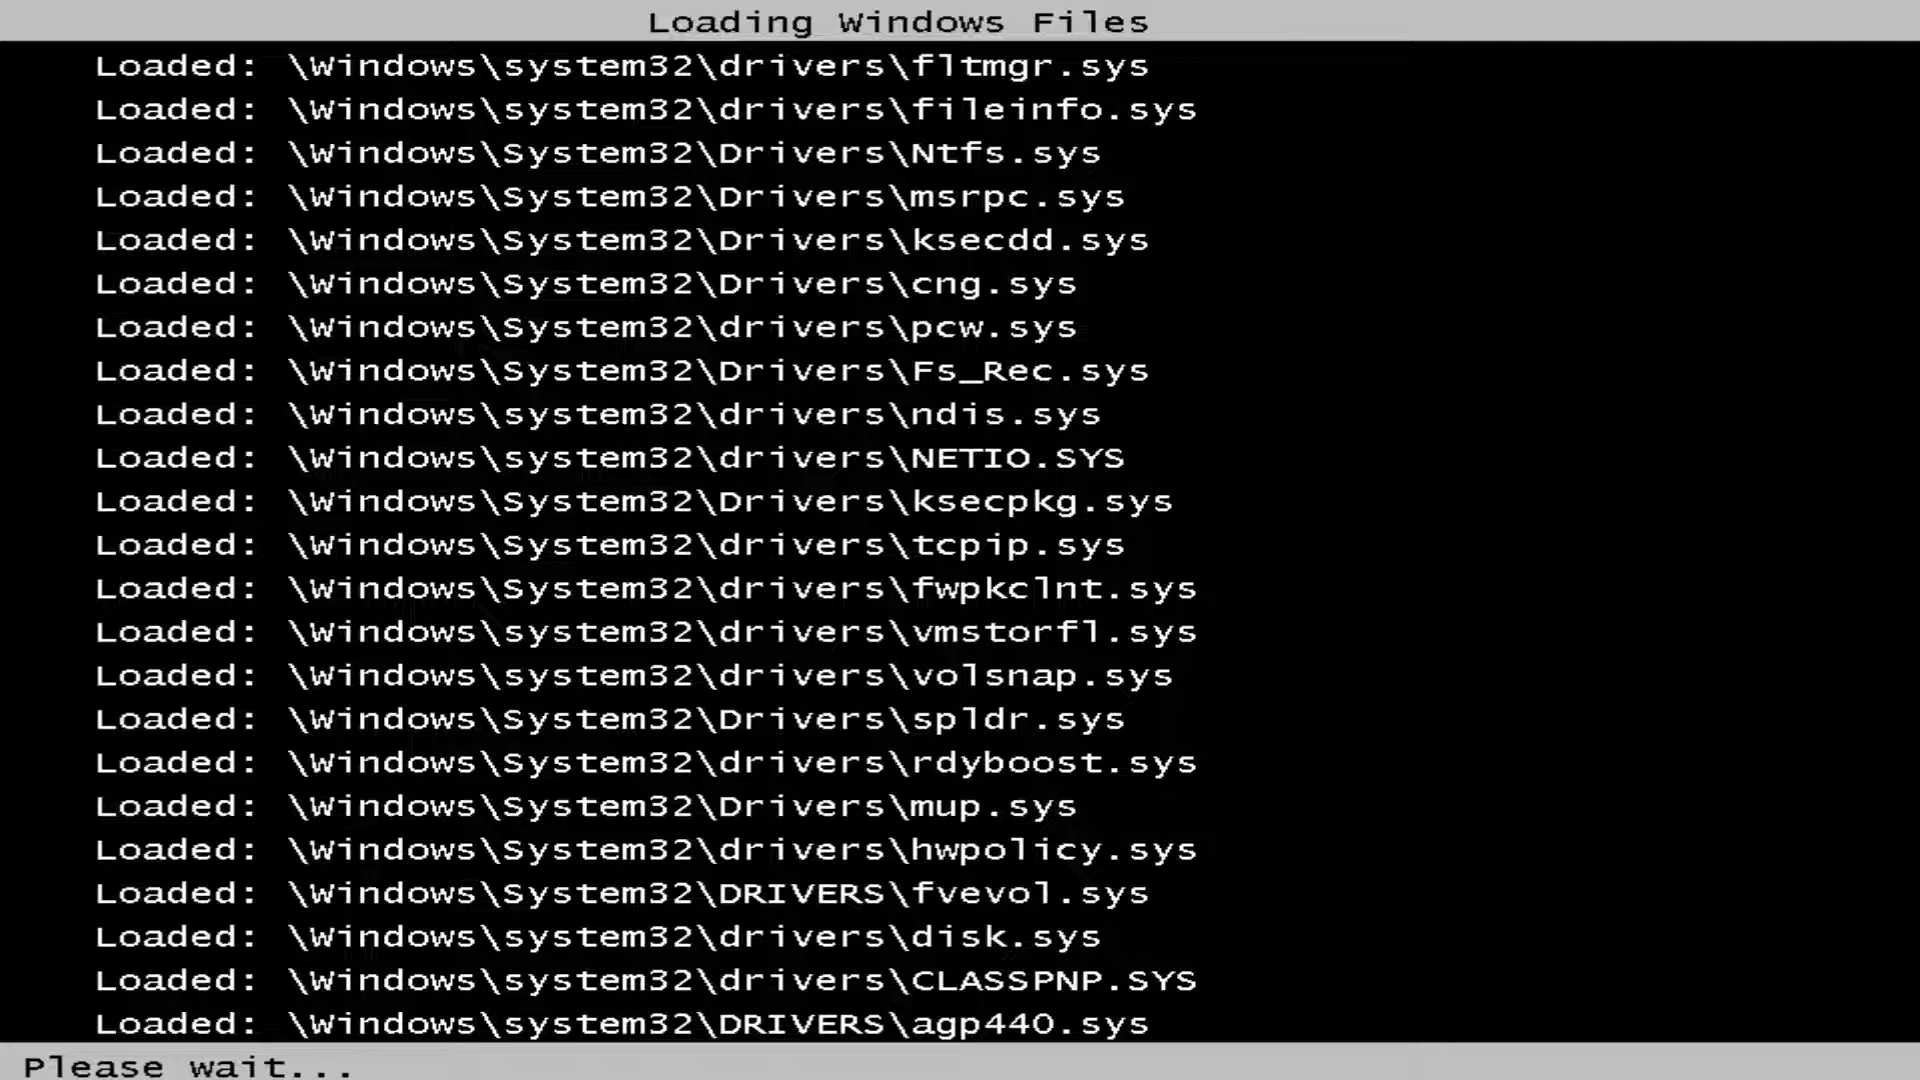 Loading Windows Files
Loaded: \Windows\system32\drivers\fltmgr.sys
Loaded: \Windows\system32\drivers\fileinfo.sys
Loaded: \Windows\System32\Drivers\Ntfs.sys
Loaded: \Windows\System32\Drivers\msrpc.sys
Loaded: \Windows\System32\Drivers\ksecdd.sys
Loaded: \Windows\System32\Drivers\cng.sys
Loaded: \Windows\System32\drivers\pcw.sys
Loaded: \Windows\System32\Drivers\Fs_Rec.sys
Loaded: \Windows\system32\drivers\ndis.sys
Loaded: \Windows\system32\drivers\NETIO.SYS
Loaded: \Windows\System32\Drivers\ksecpkg.sys
Loaded: \Windows\System32\drivers\tcpip.sys
Loaded: \Windows\System32\drivers\fwpkclnt.sys
Loaded: \Windows\system32\drivers\vmstorfl.sys
Loaded: \Windows\system32\drivers\volsnap.sys
Loaded: \Windows\System32\Drivers\spldr.sys
Loaded: \Windows\System32\drivers\rdyboost.sys
Loaded: \Windows\System32\Drivers\mup.sys
Loaded: \Windows\System32\drivers\hwpolicy.sys
Loaded: \Windows\System32\DRIVERS\fvevol.sys
Loaded: \Windows\system32\drivers\disk.sys
Loaded: \Windows\system32\drivers\CLASSPNP.SYS
Loaded: \Windows\system32\DRIVERS\agp440.sys
Please wait...